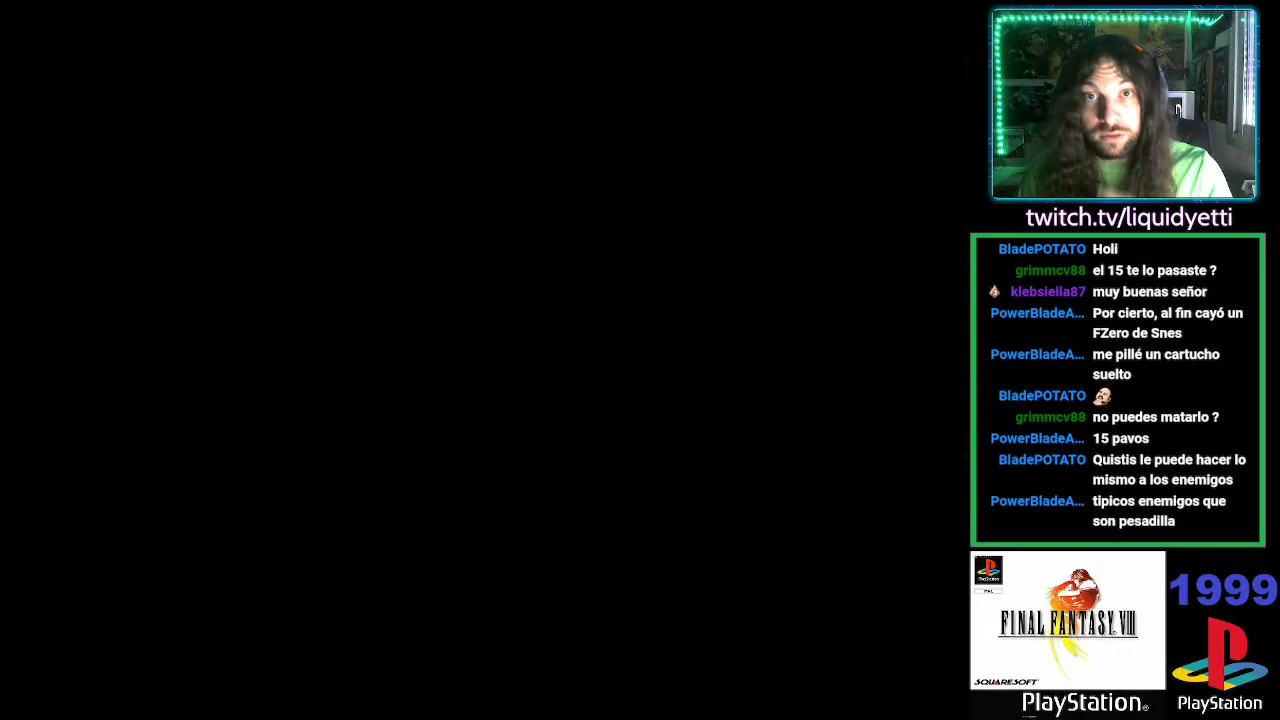 twitch.tv/liquidyetti
BladePOTATO Holi
grimmcv88 el 15 te lo pasaste ?
klebsiella87 muy buenas señor
PowerBladeA... Por cierto, al fin cayó un
FZero de Snes
PowerBladeA... me pillé un cartucho
suelto
BladePOTATO
grimmcv88 no puedes matarlo ?
PowerBladeA... 15 pavos
BladePOTATO Quistis le puede hacer lo
mismo a los enemigos
PowerBladeA... tipicos enemigos que
son pesadilla
PlayStation
PAL
FINAL FANTASY VIII
SQUARESOFT
PlayStation
1999
PlayStation